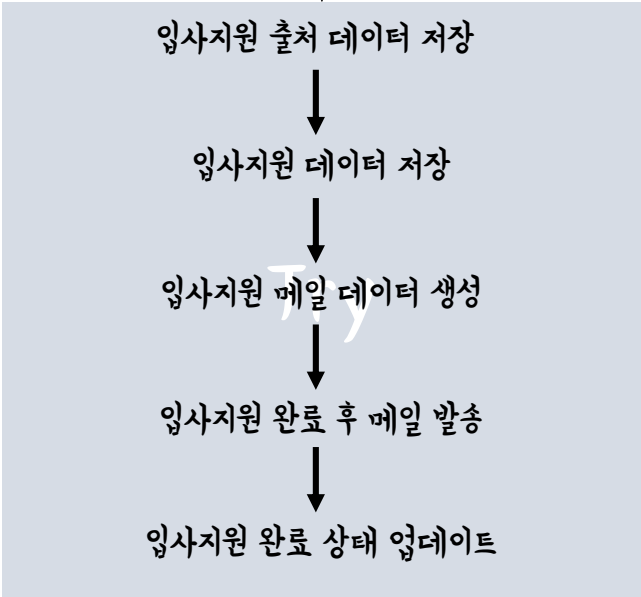 입사지원 출처 데이터 저장
입사지원 데이터 저장
Try
입사지원 메일 데이터 생성
입사지원 완료 후 메일 발송
입사지원 완료 상태 업데이트